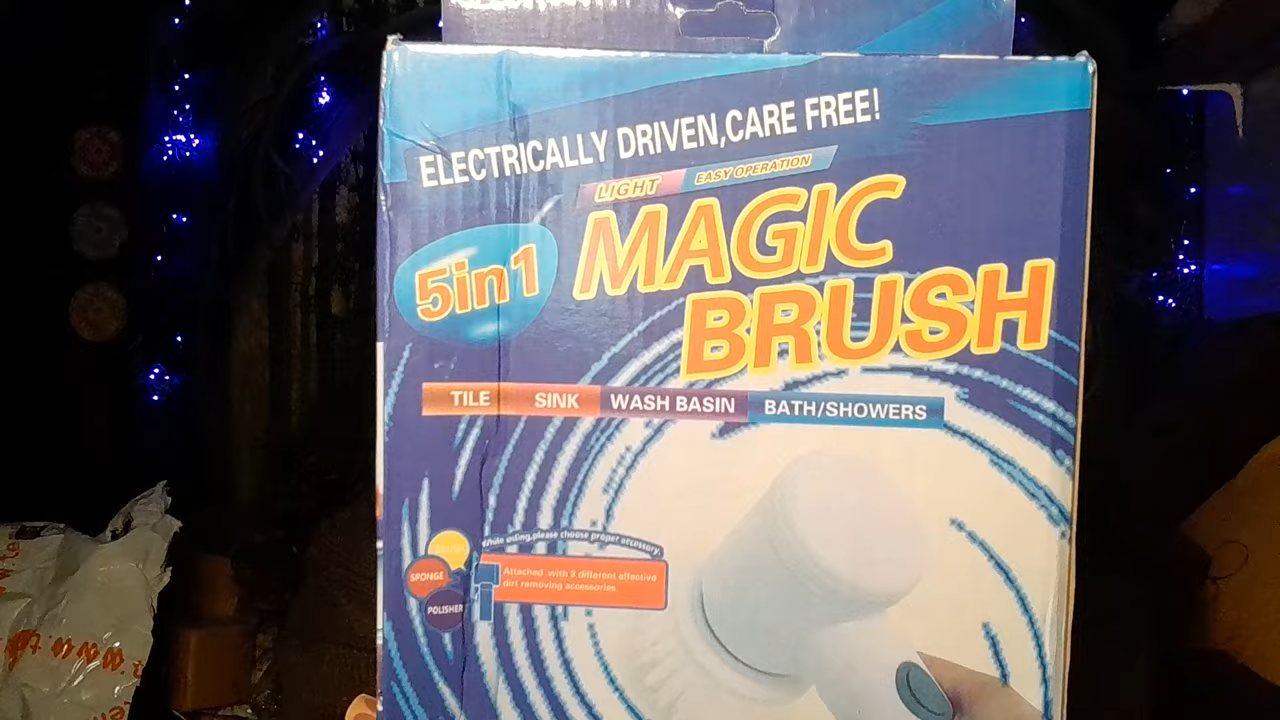 ELECTRICALLY DRIVEN,CARE FREE!
LIGHT EASY OPERATION
5in1 MAGIC
BRUSH
TILE SINK WASH BASIN BATH/SHOWERS
While using,please choose proper accessory.
SPONGE
POLISHER
Attached with 3 different effective
dirt removing accessories